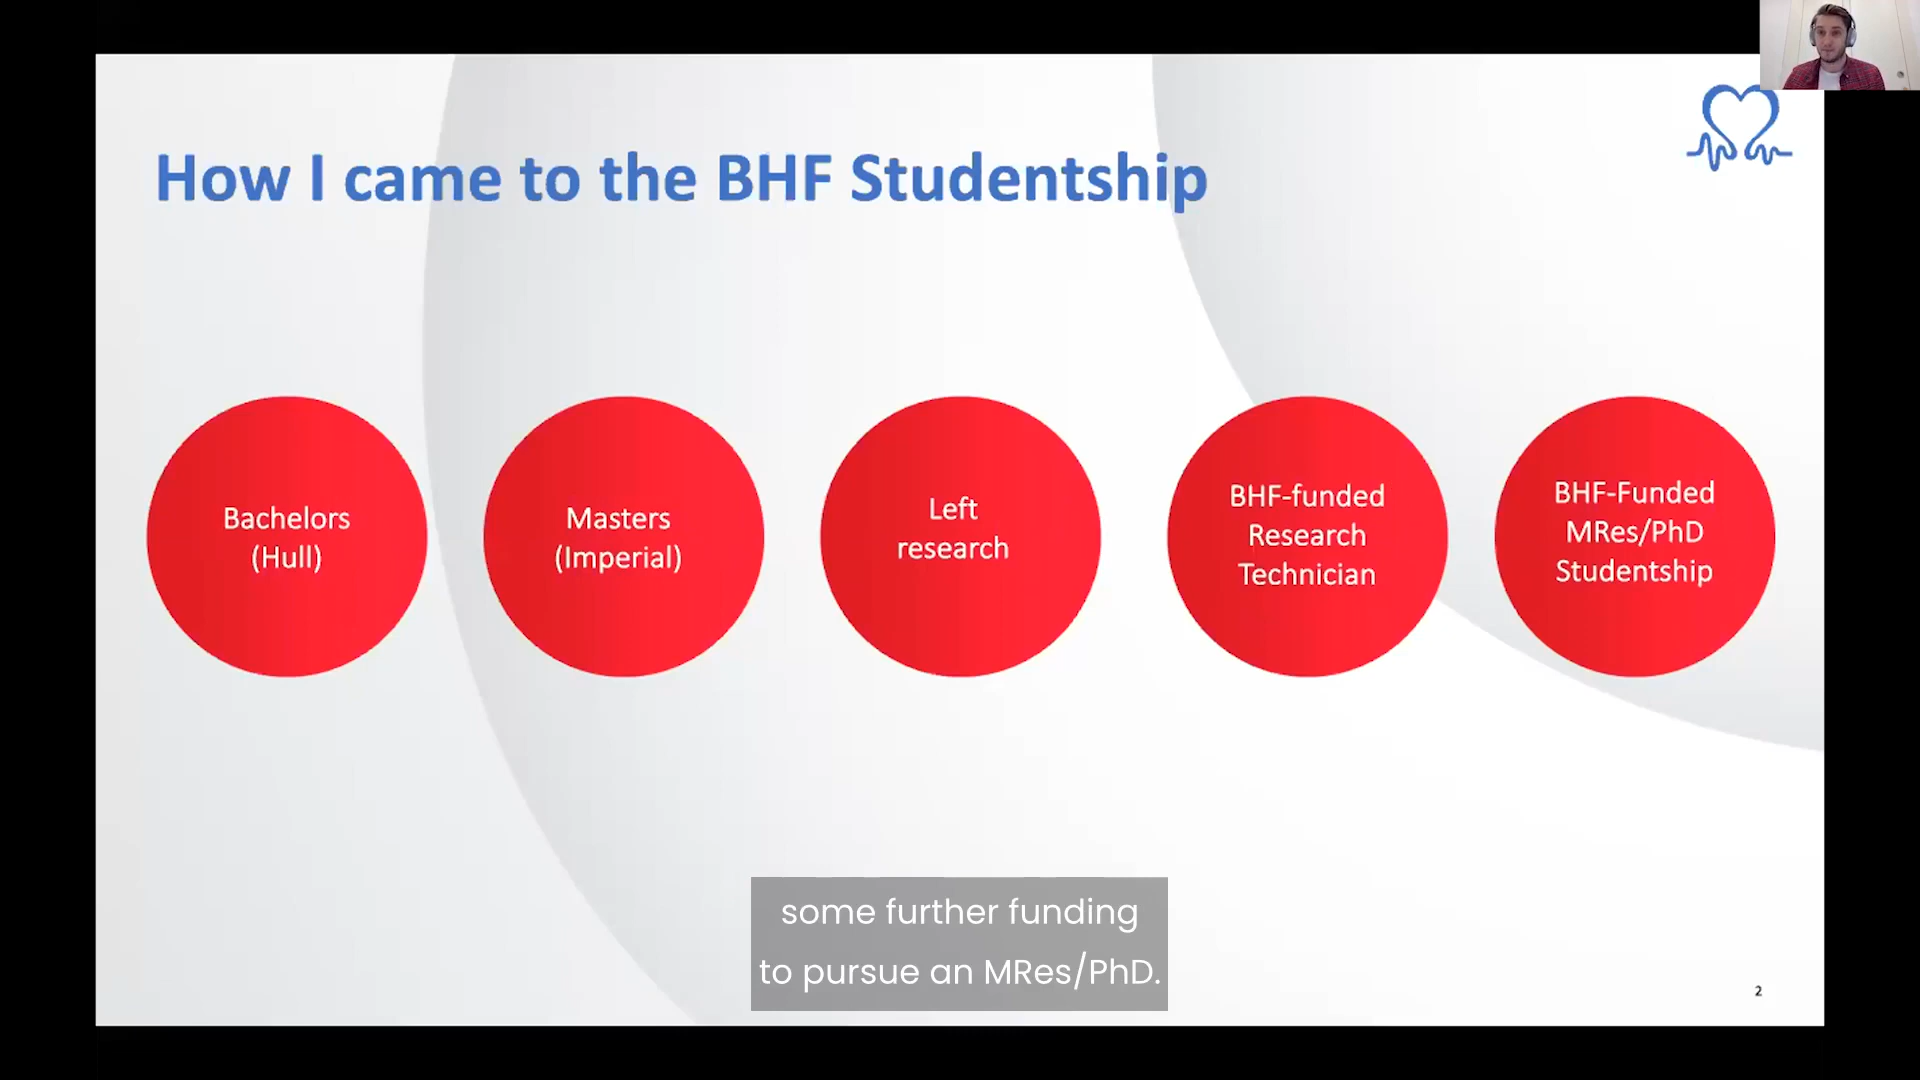 How I came to the BHF Studentship
Bachelors
(Hull)
Masters
(Imperial)
Left
research
BHF-funded
Research
Technician
BHF-Funded
MRes/PhD
Studentship
some further funding
to pursue an MRes/PhD.
2